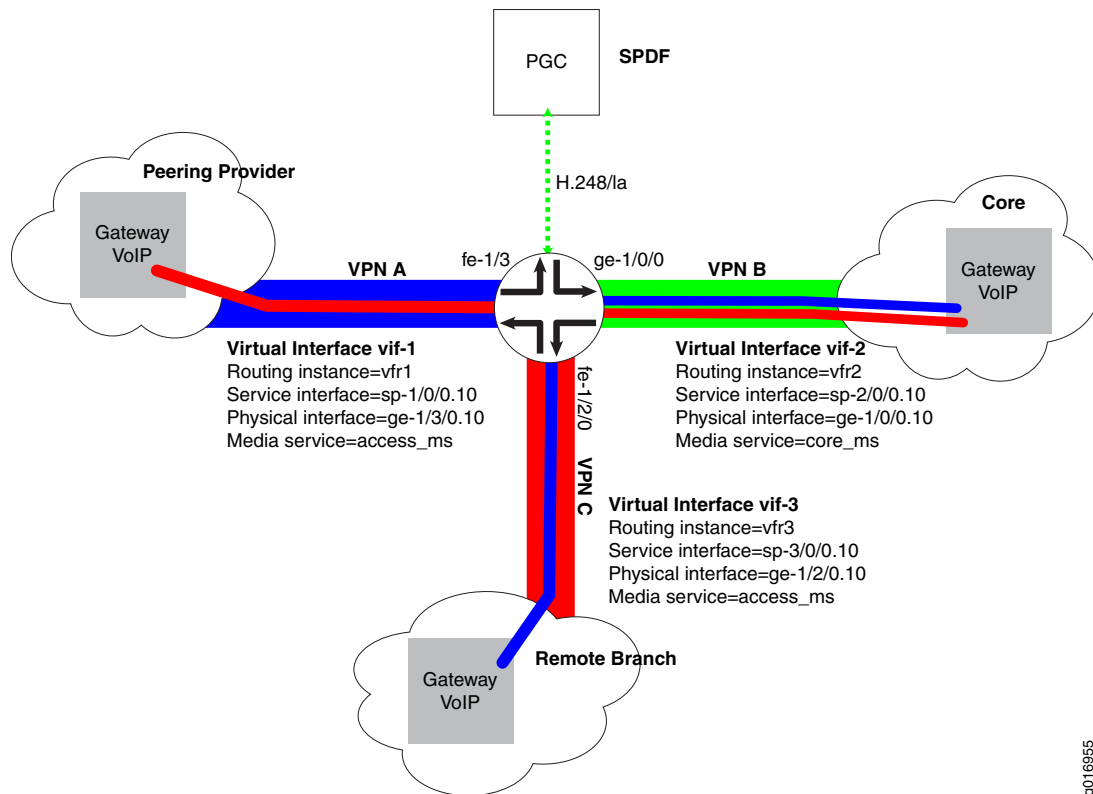 PGC
SPDF
H.248/Ia
Peering Provider
Gateway
VoIP
Core
Gateway
VoIP
VPN A
fe-1/3
ge-1/0/0
VPN B
Virtual Interface vif-1
Routing instance=vfr1
Service interface=sp-1/0/0.10
Physical interface=ge-1/3/0.10
Media service=access_ms
fe-1/2/0
VPN C
Virtual Interface vif-2
Routing instance=vfr2
Service interface=sp-2/0/0.10
Physical interface=ge-1/0/0.10
Media service=core_ms
Virtual Interface vif-3
Routing instance=vfr3
Service interface=sp-3/0/0.10
Physical interface=ge-1/2/0.10
Media service=access_ms
Remote Branch
Gateway
VoIP
g016955